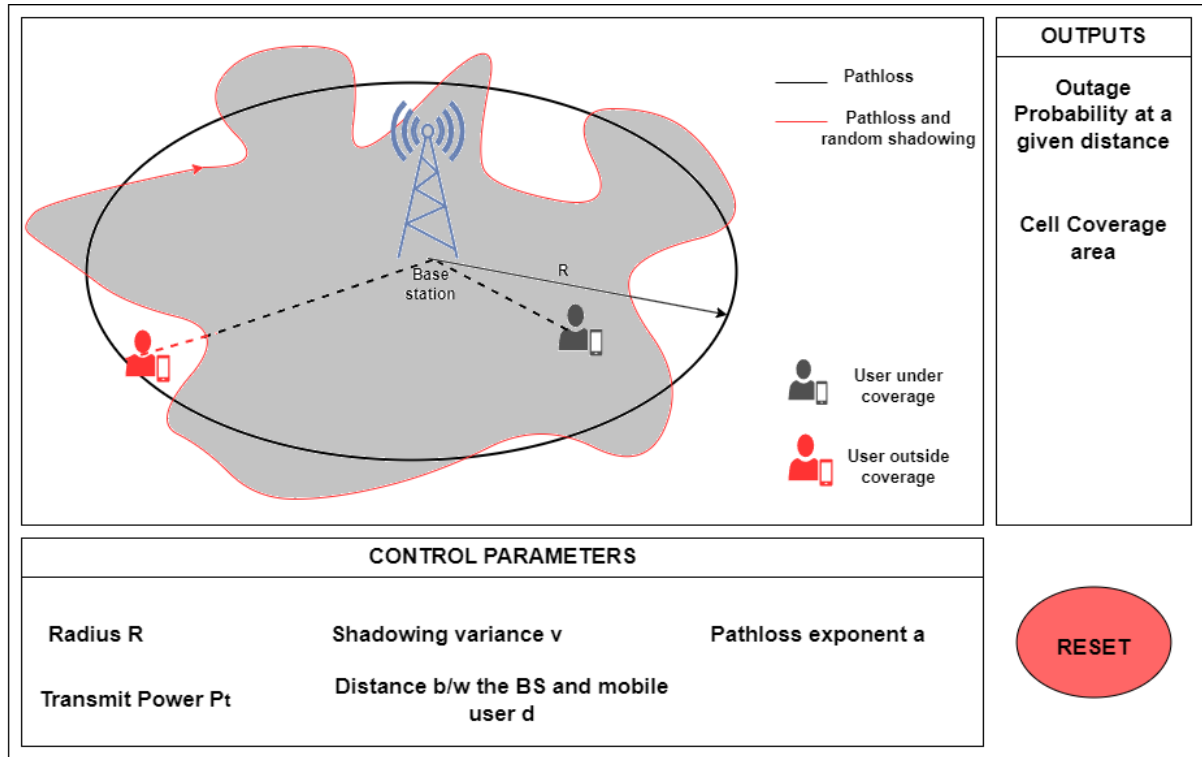 OUTPUTS
Pathloss
Pathloss and
random shadowing
Outage
Probability at a
given distance
Cell Coverage
area
R
Base
station
User under
coverage
User outside
coverage
CONTROL PARAMETERS
Radius R
Shadowing variance v
Pathloss exponent a
Transmit Power Pt
Distance b/w the BS and mobile
user d
RESET